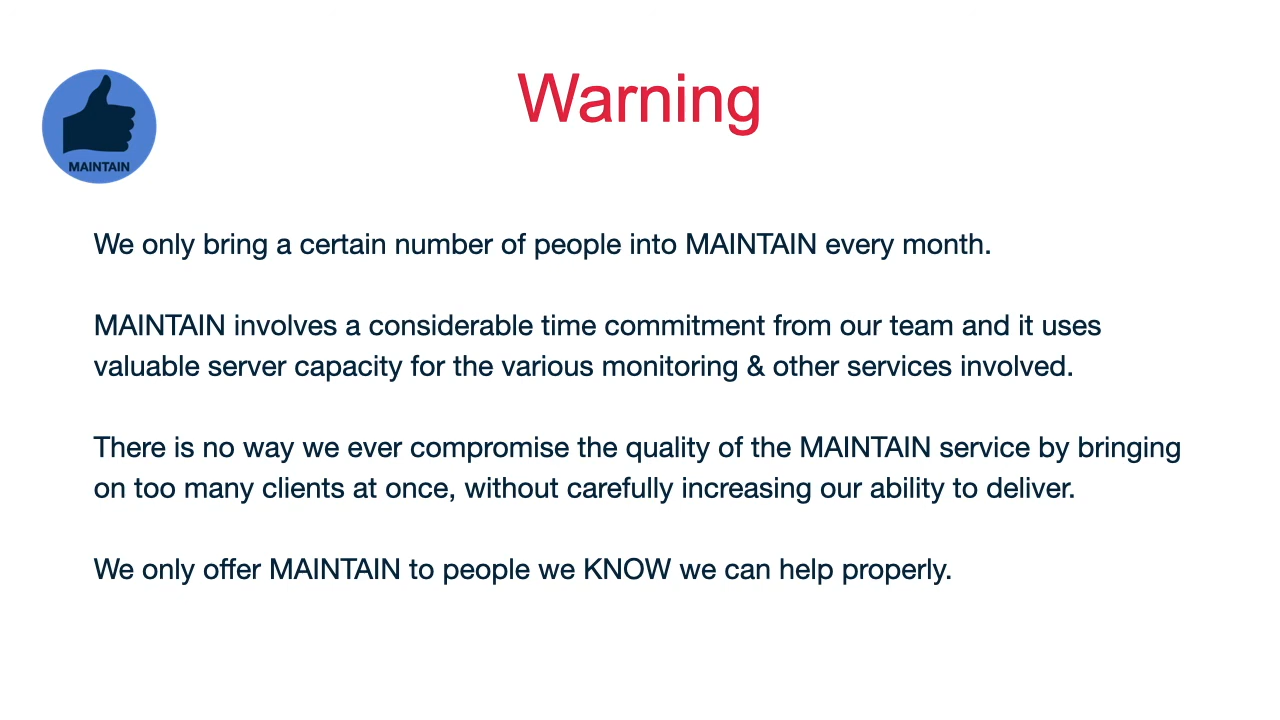 Warning
MAINTAIN
We only bring a certain number of people into MAINTAIN every month.
MAINTAIN involves a considerable time commitment from our team and it uses
valuable server capacity for the various monitoring & other services involved.
There is no way we ever compromise the quality of the MAINTAIN service by bringing
on too many clients at once, without carefully increasing our ability to deliver.
We only offer MAINTAIN to people we KNOW we can help properly.